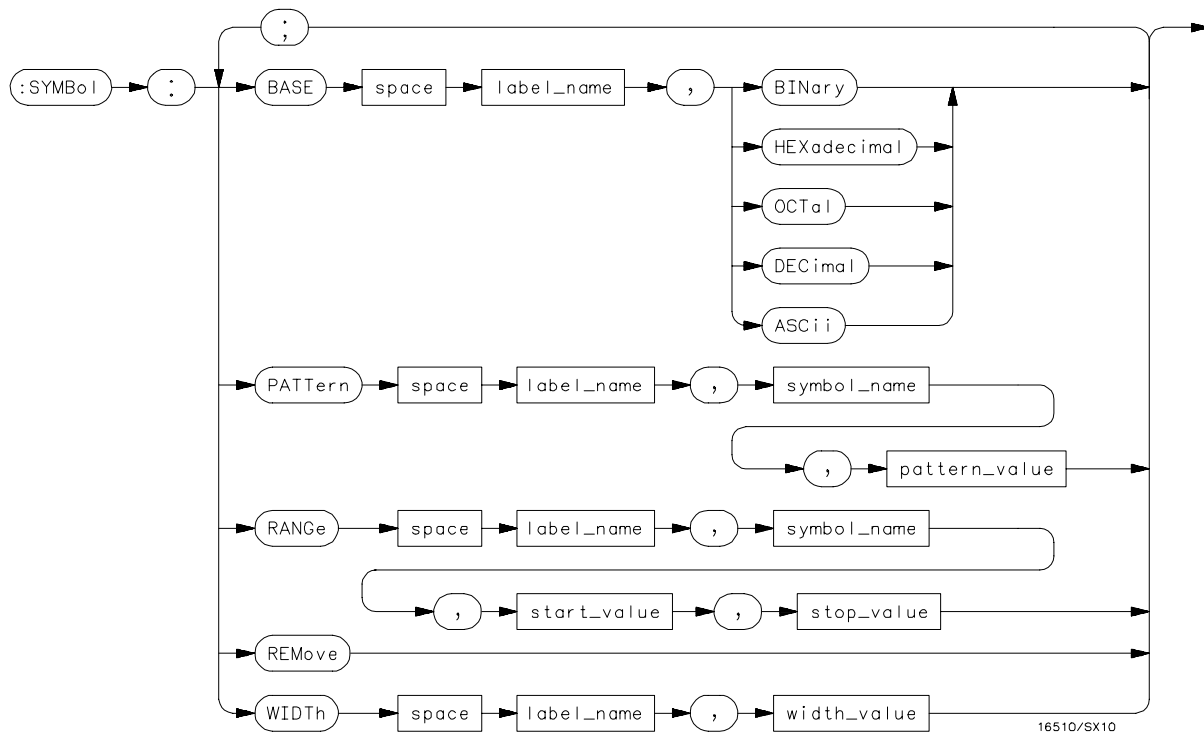 ;
:SYMBol : BASE space label_name , BINary
HEXadecimal
OCTal
DECimal
ASCii
PATTern space label_name , symbol_name
, pattern_value
RANGe space label_name , symbol_name
, start_value , stop_value
REMove
WIDTh space label_name , width_value
16510/SX10